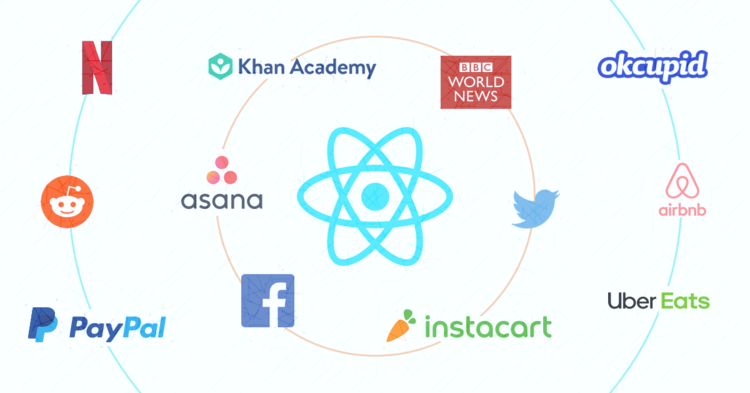 N
Khan Academy
BBC
WORLD
NEWS
okcupid
asana
airbnb
f
Uber Eats
PayPal
instacart